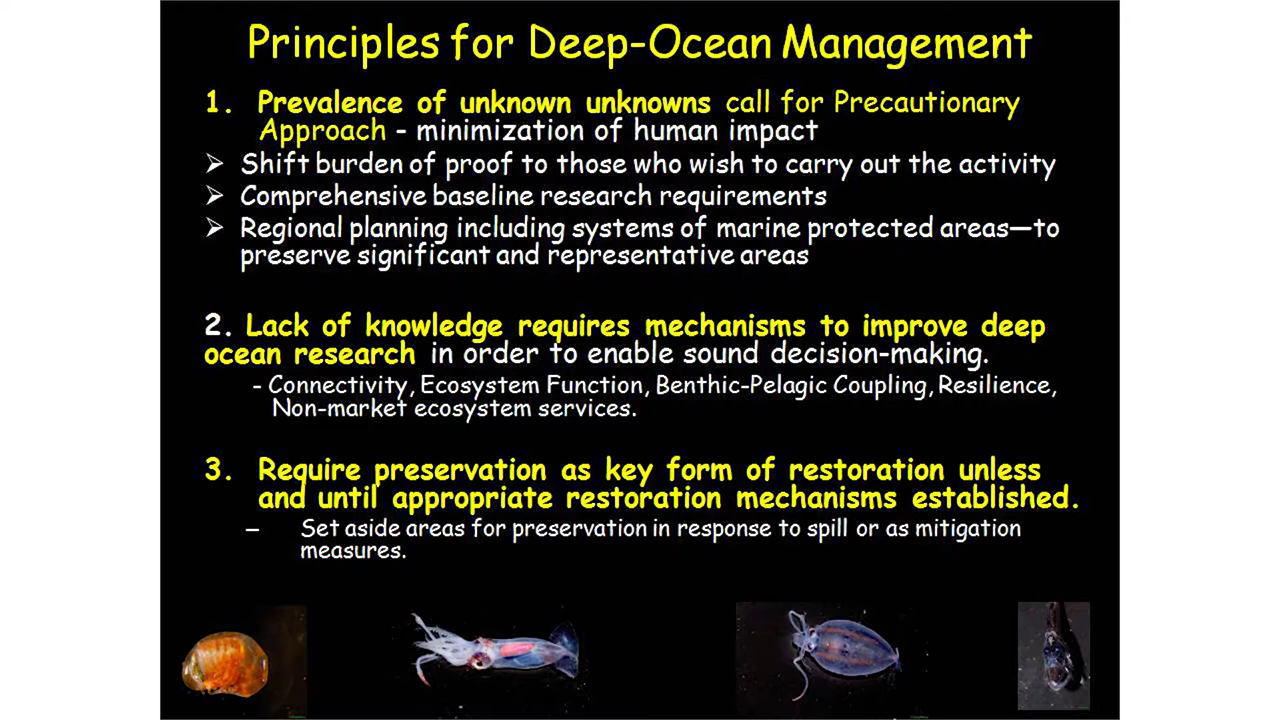 Principles for Deep-Ocean Management
1. Prevalence of unknown unknowns call for Precautionary
Approach - minimization of human impact
➢ Shift burden of proof to those who wish to carry out the activity
➢ Comprehensive baseline research requirements
➢ Regional planning including systems of marine protected areas—to
preserve significant and representative areas
2. Lack of knowledge requires mechanisms to improve deep
ocean research in order to enable sound decision-making.
- Connectivity, Ecosystem Function, Benthic-Pelagic Coupling, Resilience,
Non-market ecosystem services.
3. Require preservation as key form of restoration unless
and until appropriate restoration mechanisms established.
– Set aside areas for preservation in response to spill or as mitigation
measures.